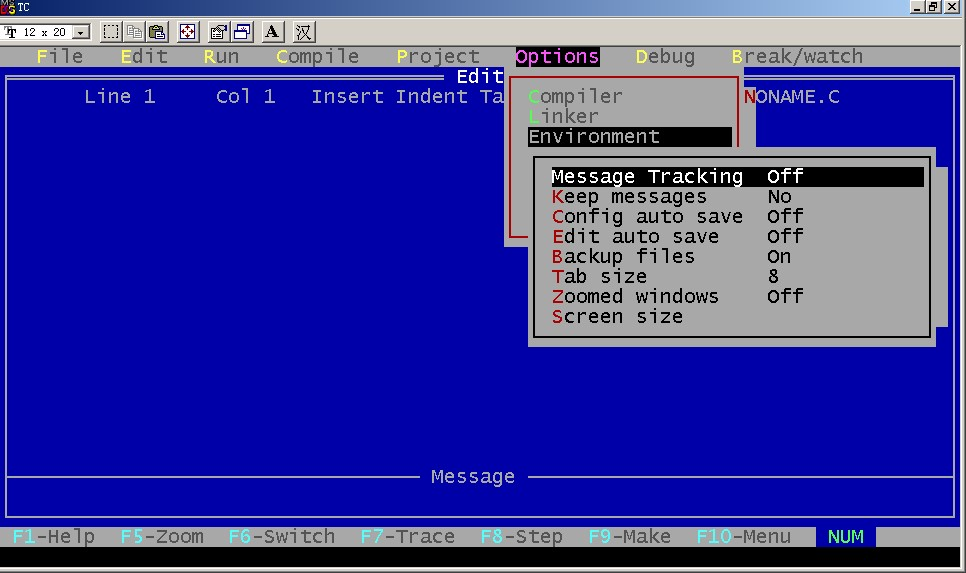 TC
12 x 20
A 汉
File Edit Run Compile Project Options Debug Break/watch
Edit
Line 1 Col 1 Insert Indent Ta NONAME.C
Compiler
Linker
Environment
Message Tracking Off
Keep messages No
Config auto save Off
Edit auto save Off
Backup files On
Tab size 8
Zoomed windows Off
Screen size
Message
F1-Help F5-Zoom F6-Switch F7-Trace F8-Step F9-Make F10-Menu NUM